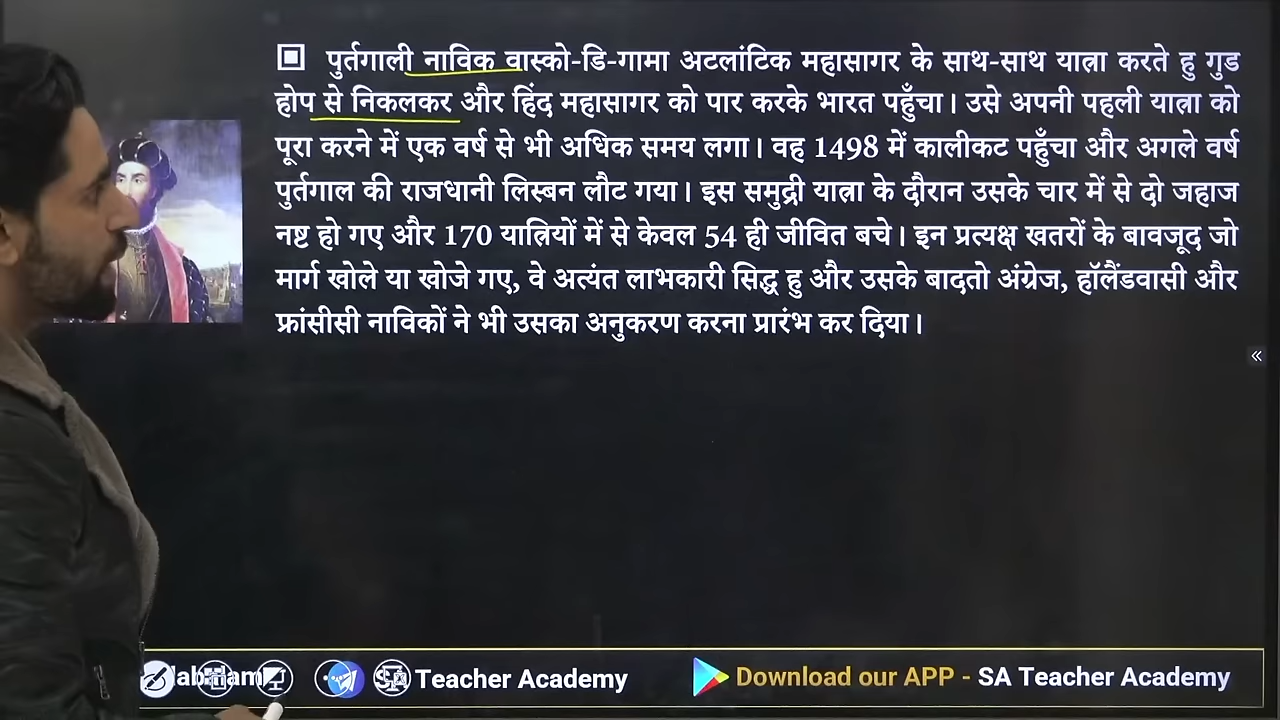 पुर्तगाली नाविक वास्को-डि-गामा अटलांटिक महासागर के साथ-साथ यात्रा करते हु गुड
होप से निकलकर और हिंद महासागर को पार करके भारत पहुँचा। उसे अपनी पहली यात्रा को
पूरा करने में एक वर्ष से भी अधिक समय लगा। वह 1498 में कालीकट पहुँचा और अगले वर्ष
पुर्तगाल की राजधानी लिस्बन लौट गया। इस समुद्री यात्रा के दौरान उसके चार में से दो जहाज
नष्ट हो गए और 170 यात्रियों में से केवल 54 ही जीवित बचे। इन प्रत्यक्ष खतरों के बावजूद जो
मार्ग खोले या खोजे गए, वे अत्यंत लाभकारी सिद्ध हु और उसके बादतो अंग्रेज, हॉलैंडवासी और
फ्रांसीसी नाविकों ने भी उसका अनुकरण करना प्रारंभ कर दिया।
«
Teacher Academy
Download our APP - SA Teacher Academy